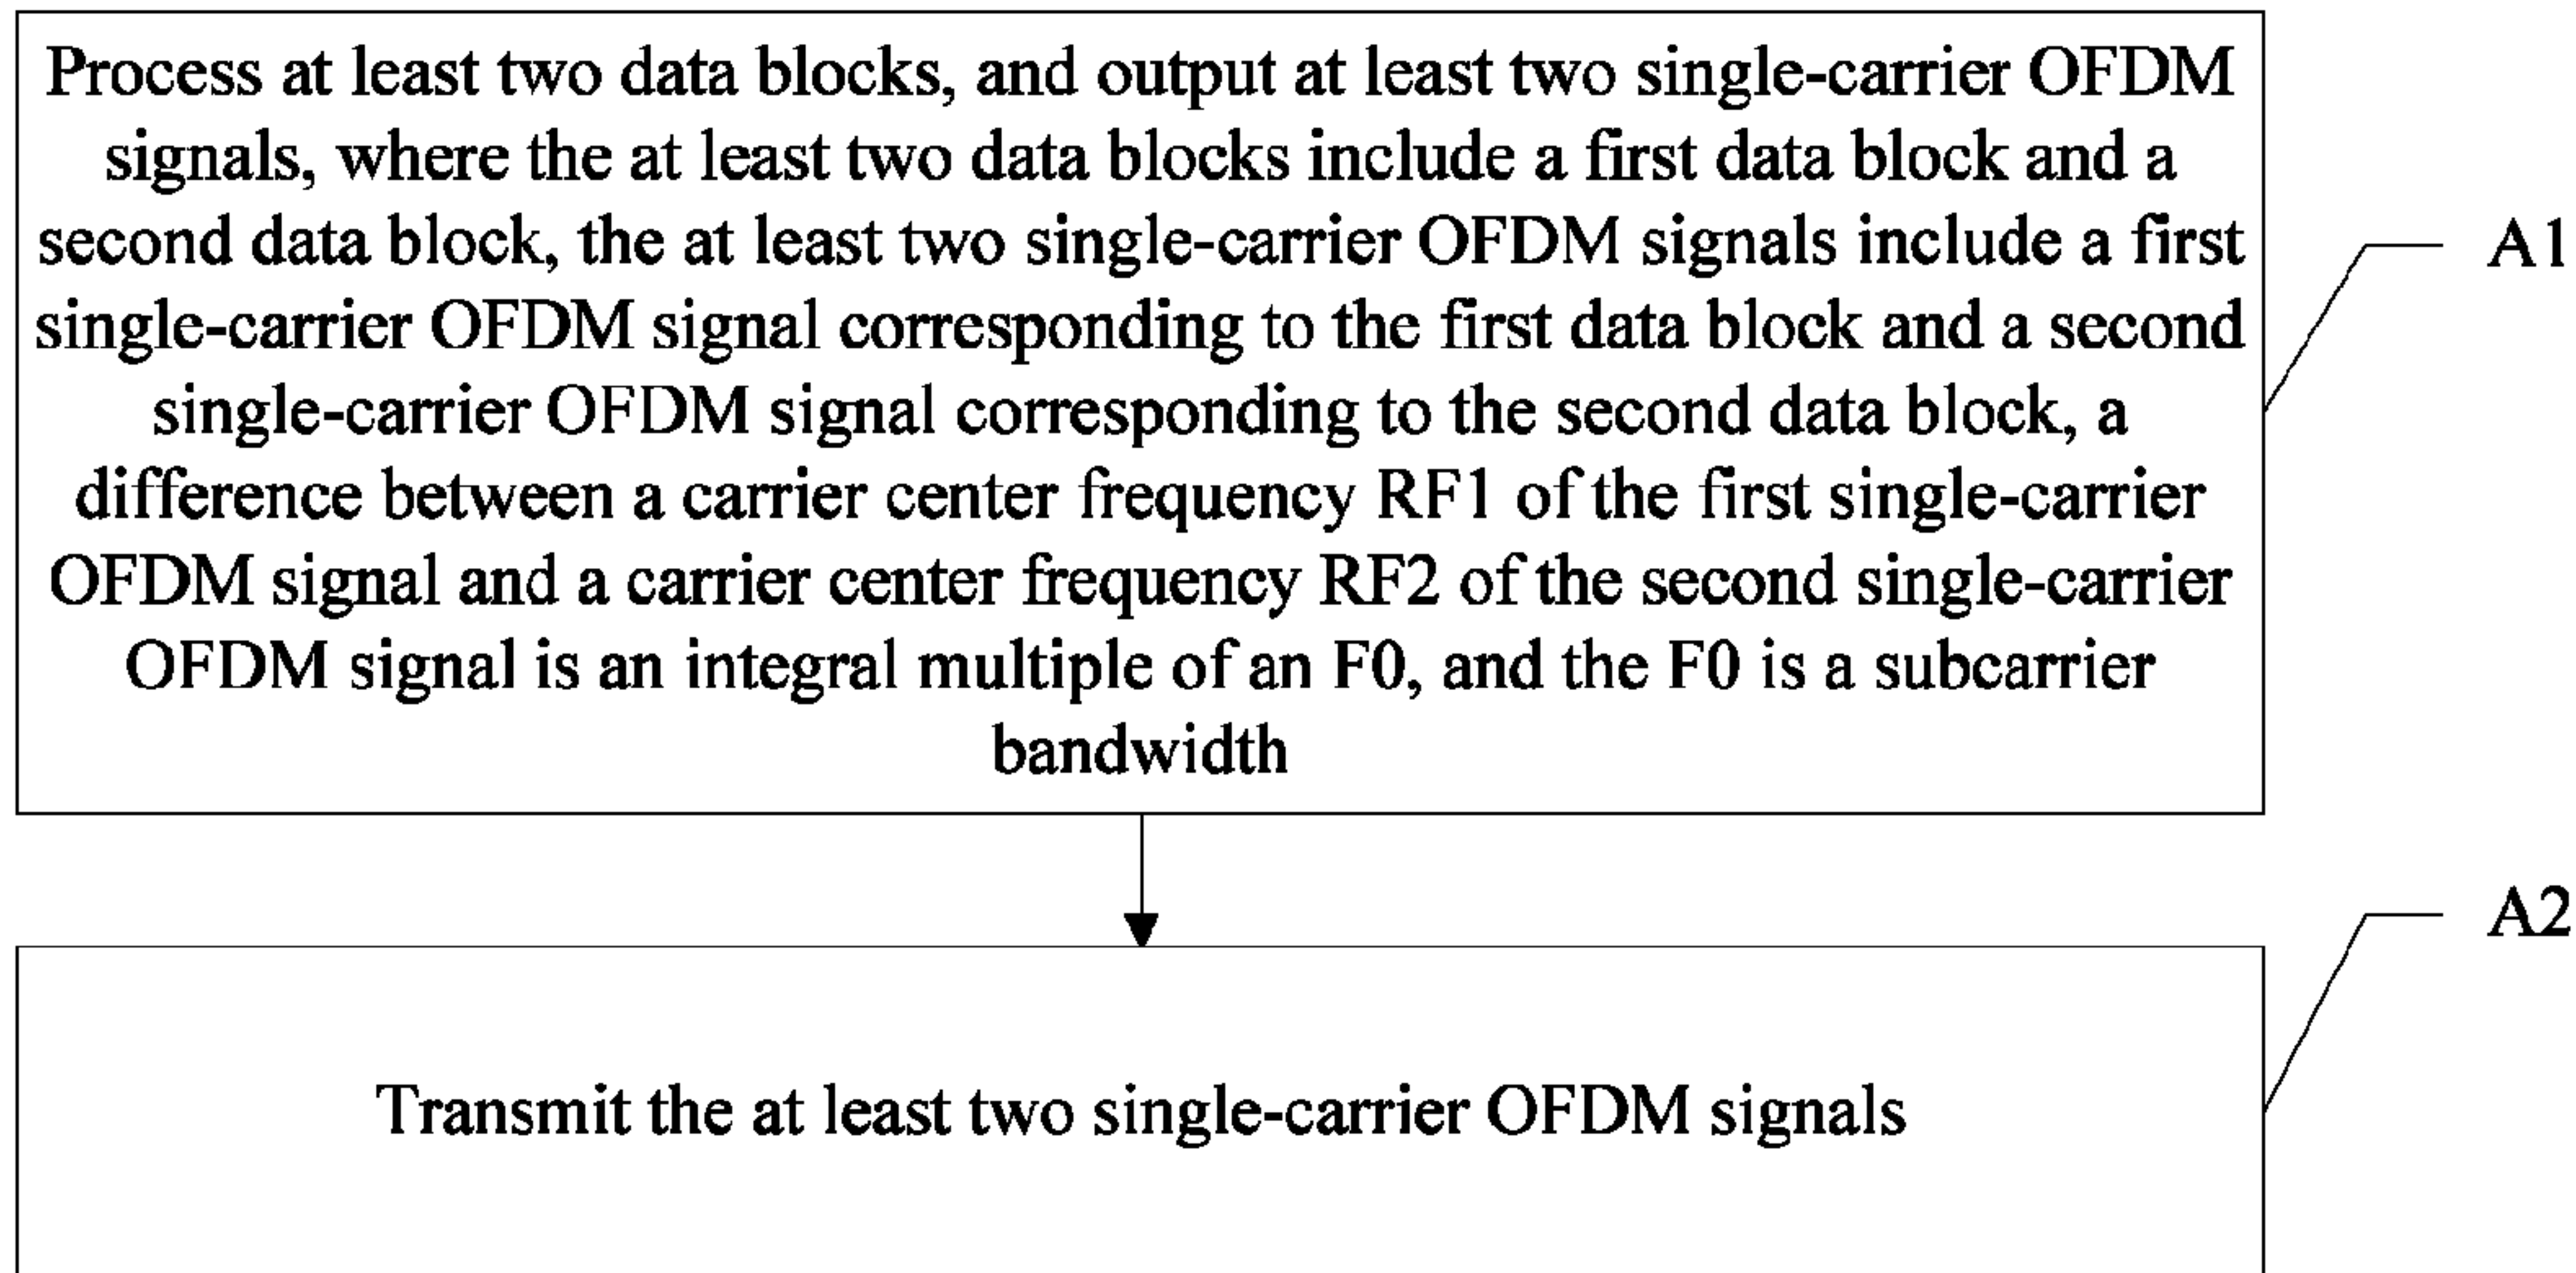 Process at least two data blocks, and output at least two single-carrier OFDM
signals, where the at least two data blocks include a first data block and a
second data block, the at least two single-carrier OFDM signals include a first
single-carrier OFDM signal corresponding to the first data block and a second
single-carrier OFDM signal corresponding to the second data block, a
difference between a carrier center frequency RF1 of the first single-carrier
OFDM signal and a carrier center frequency RF2 of the second single-carrier
OFDM signal is an integral multiple of an F0, and the F0 is a subcarrier
bandwidth
A1
A2
Transmit the at least two single-carrier OFDM signals